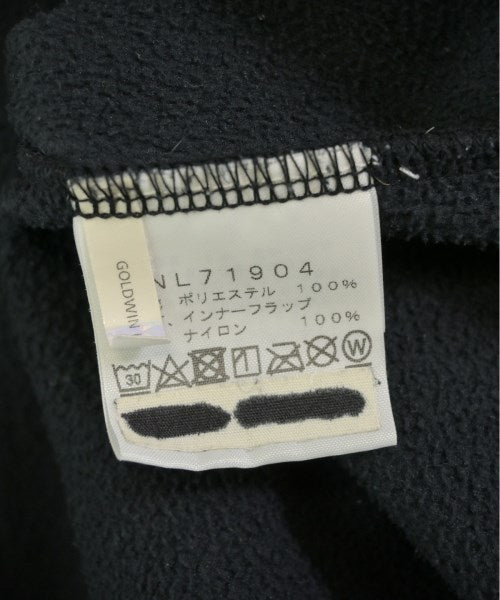 GOLDWIN
NL71904
ポリエステル 100%
、インナーフラップ
ナイロン 100%
30
W